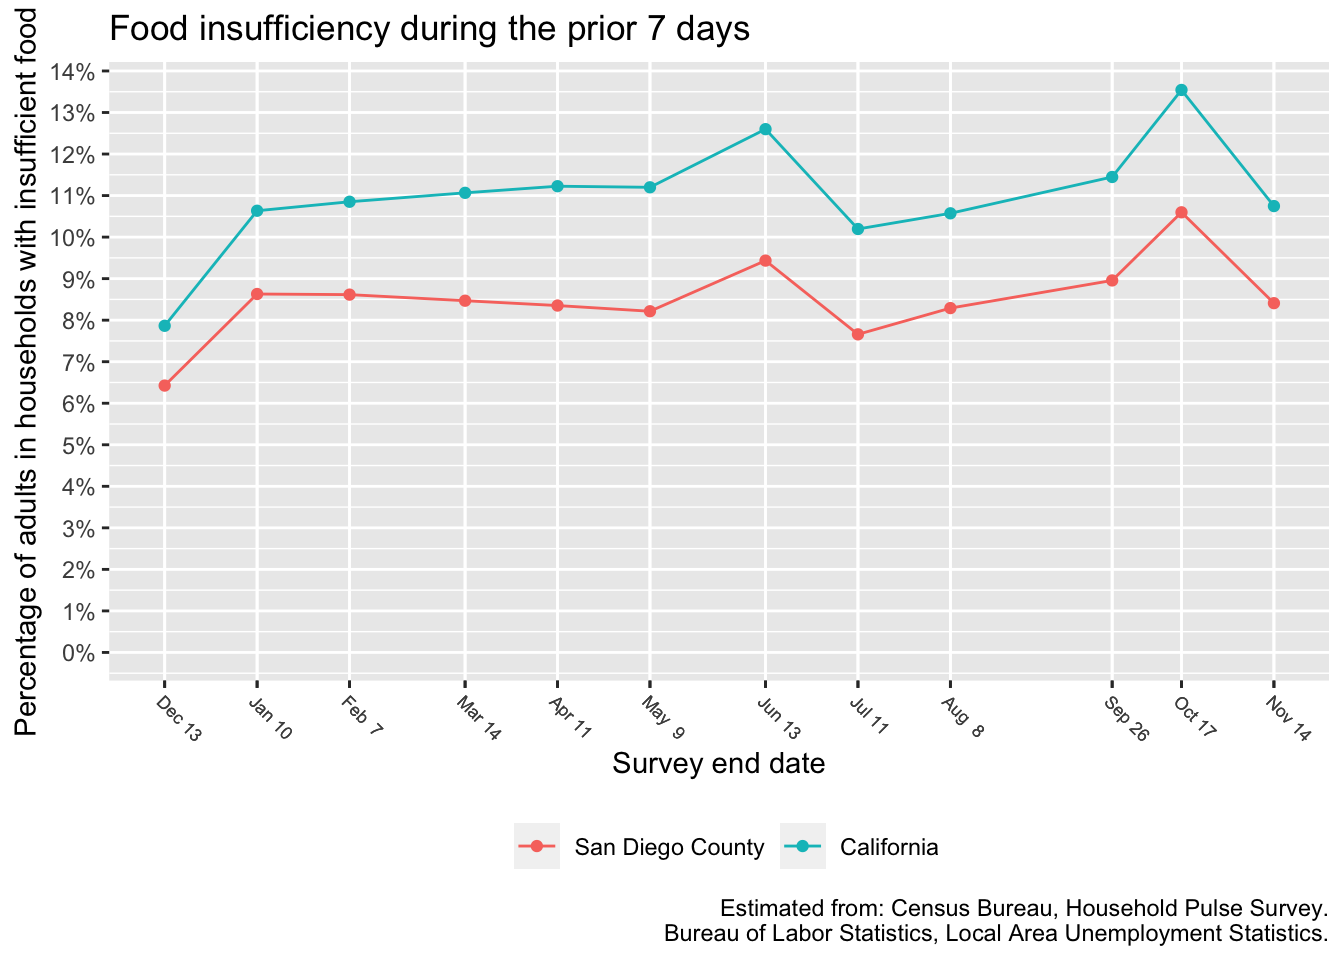 Food insufficiency during the prior 7 days
Percentage of adults in households with insufficient food
14%
13%
12%
11%
10%
9%
8%
7%
6%
5%
4%
3%
2%
1%
0%
Dec 13
Jan 10
Feb 7
Mar 14
Apr 11
May 9
Jun 13
Jul 11
Aug 8
Sep 26
Oct 17
Nov 14
Survey end date
San Diego County
California
Estimated from: Census Bureau, Household Pulse Survey.
Bureau of Labor Statistics, Local Area Unemployment Statistics.